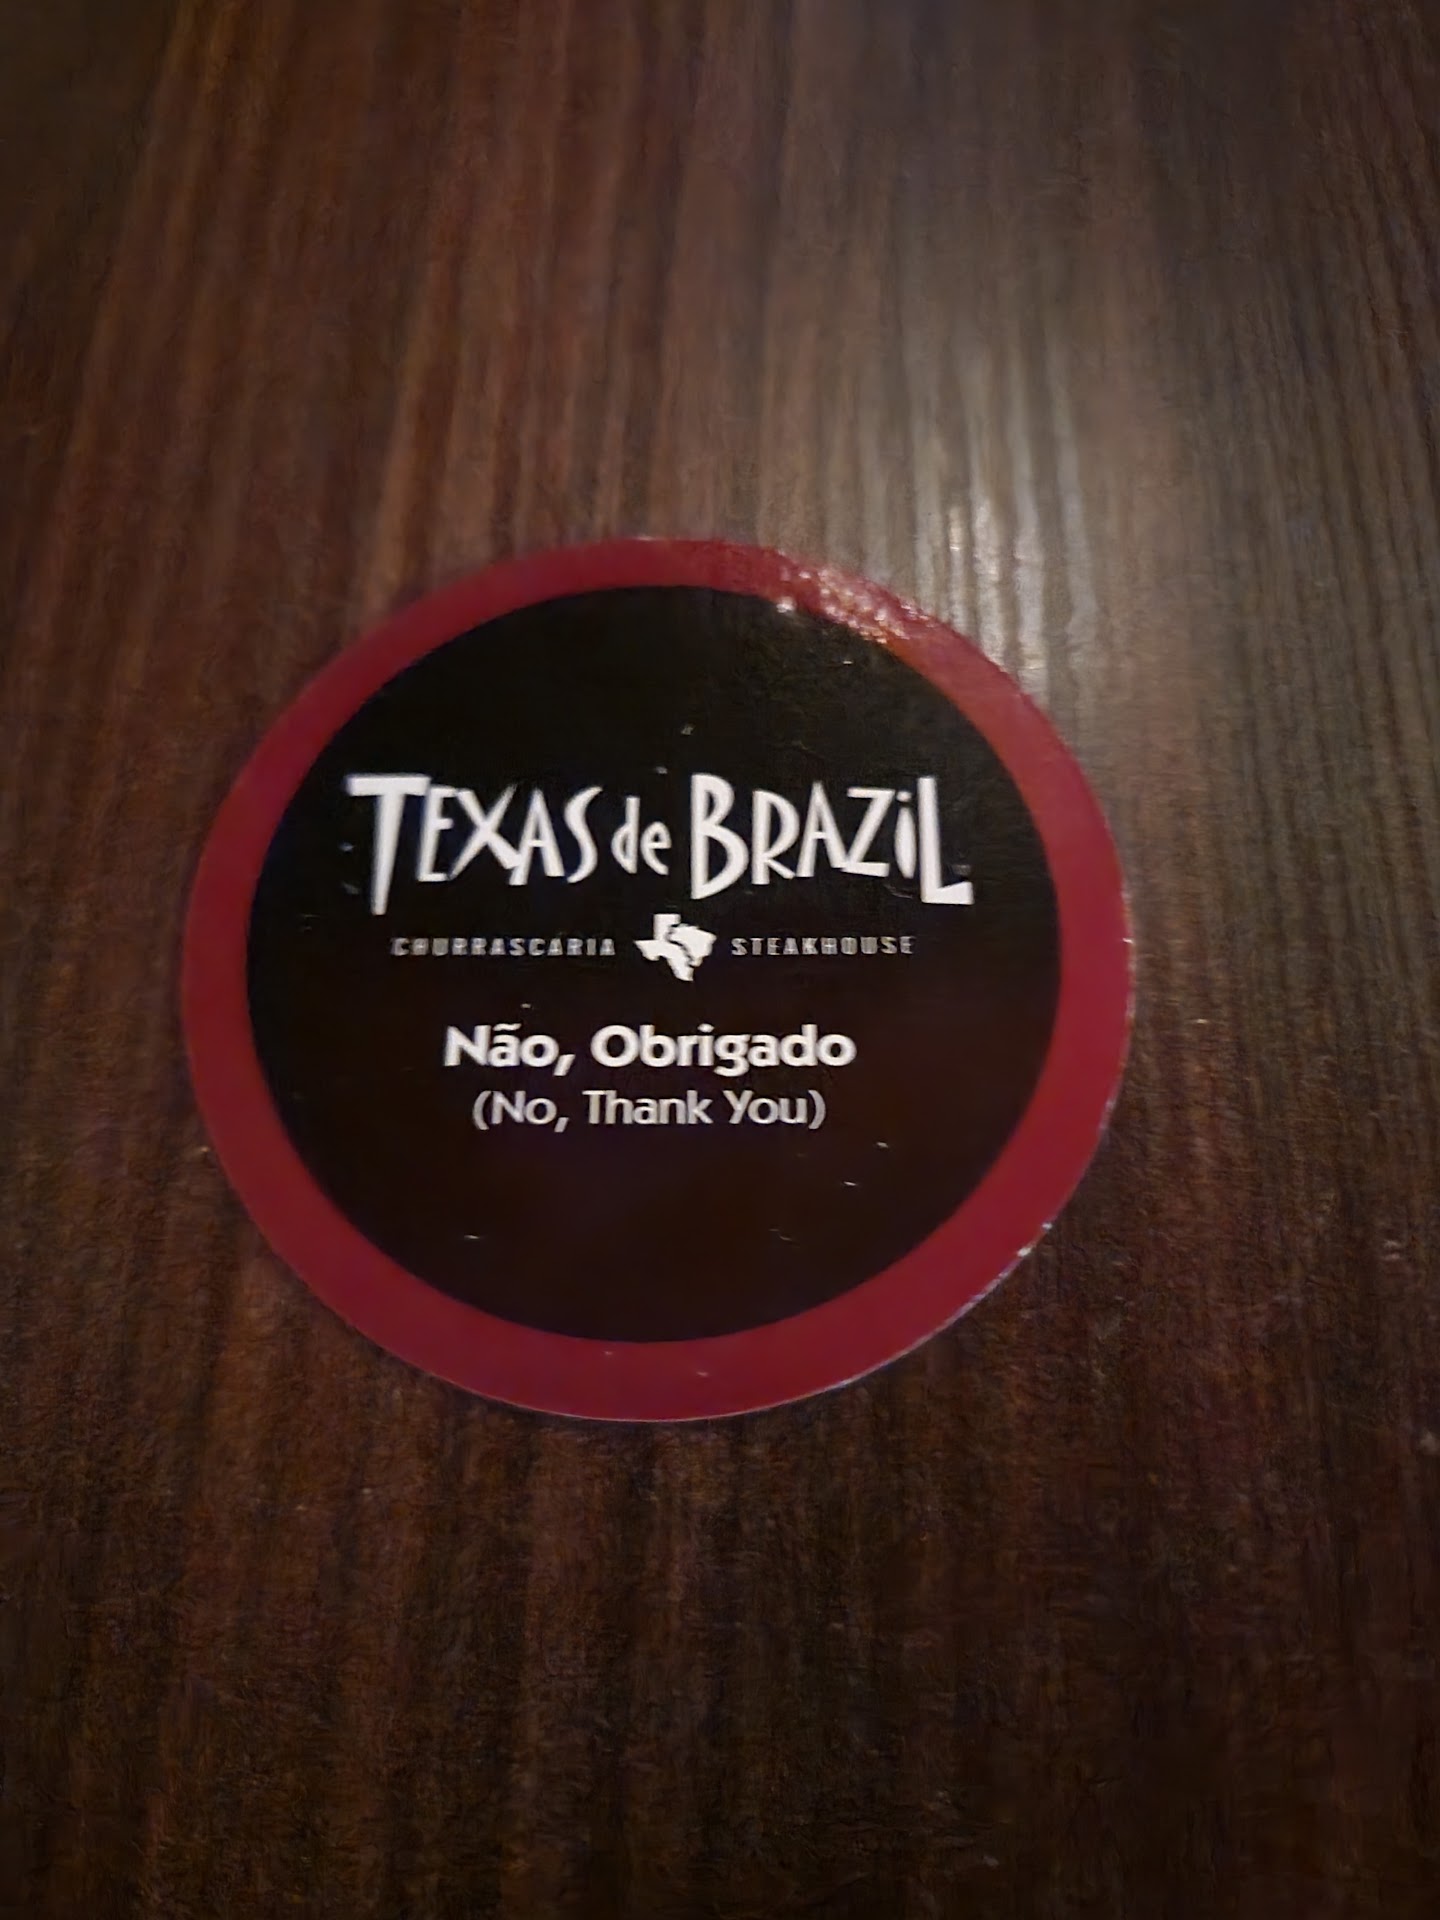 TEXAS de BRAZiL
CHURRASCARIA STEAKHOUSE
Não, Obrigado
(No, Thank You)